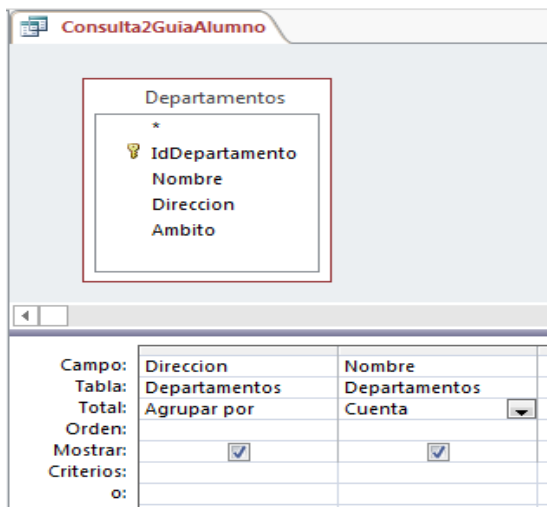 Consulta2GuiaAlumno
Departamentos
*
IdDepartamento
Nombre
Direccion
Ambito
Campo: Direccion Nombre
Tabla: Departamentos Departamentos
Total: Agrupar por Cuenta
Orden:
Mostrar:
Criterios:
o: